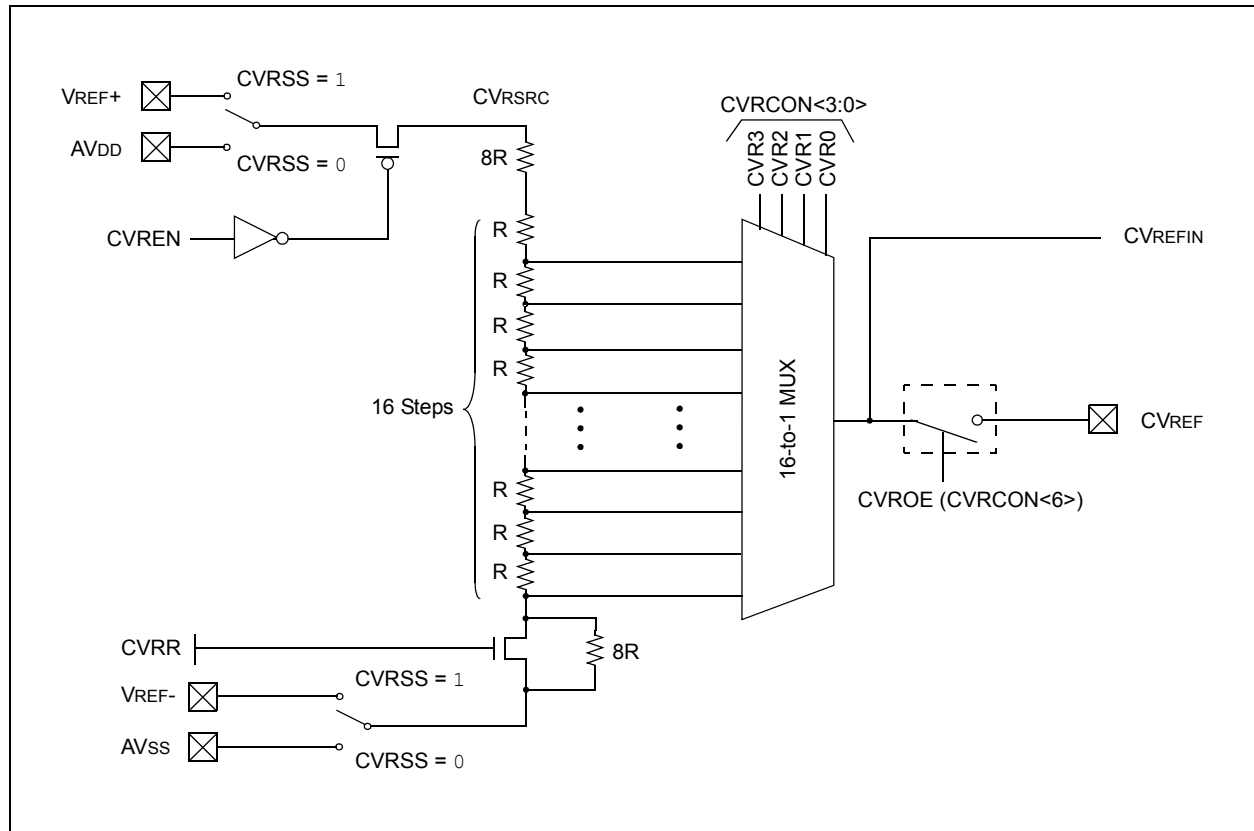 VREF+
CVRSS = 1
AVDD
CVRSS = 0
CVREN
CVRSRC
8R
R
R
R
R
16 Steps
R
R
R
CVRCON<3:0>
CVR3
CVR2
CVR1
CVR0
16-to-1 MUX
CVREFIN
CVREF
CVROE (CVRCON<6>)
CVRR
8R
VREF-
CVRSS = 1
AVSS
CVRSS = 0